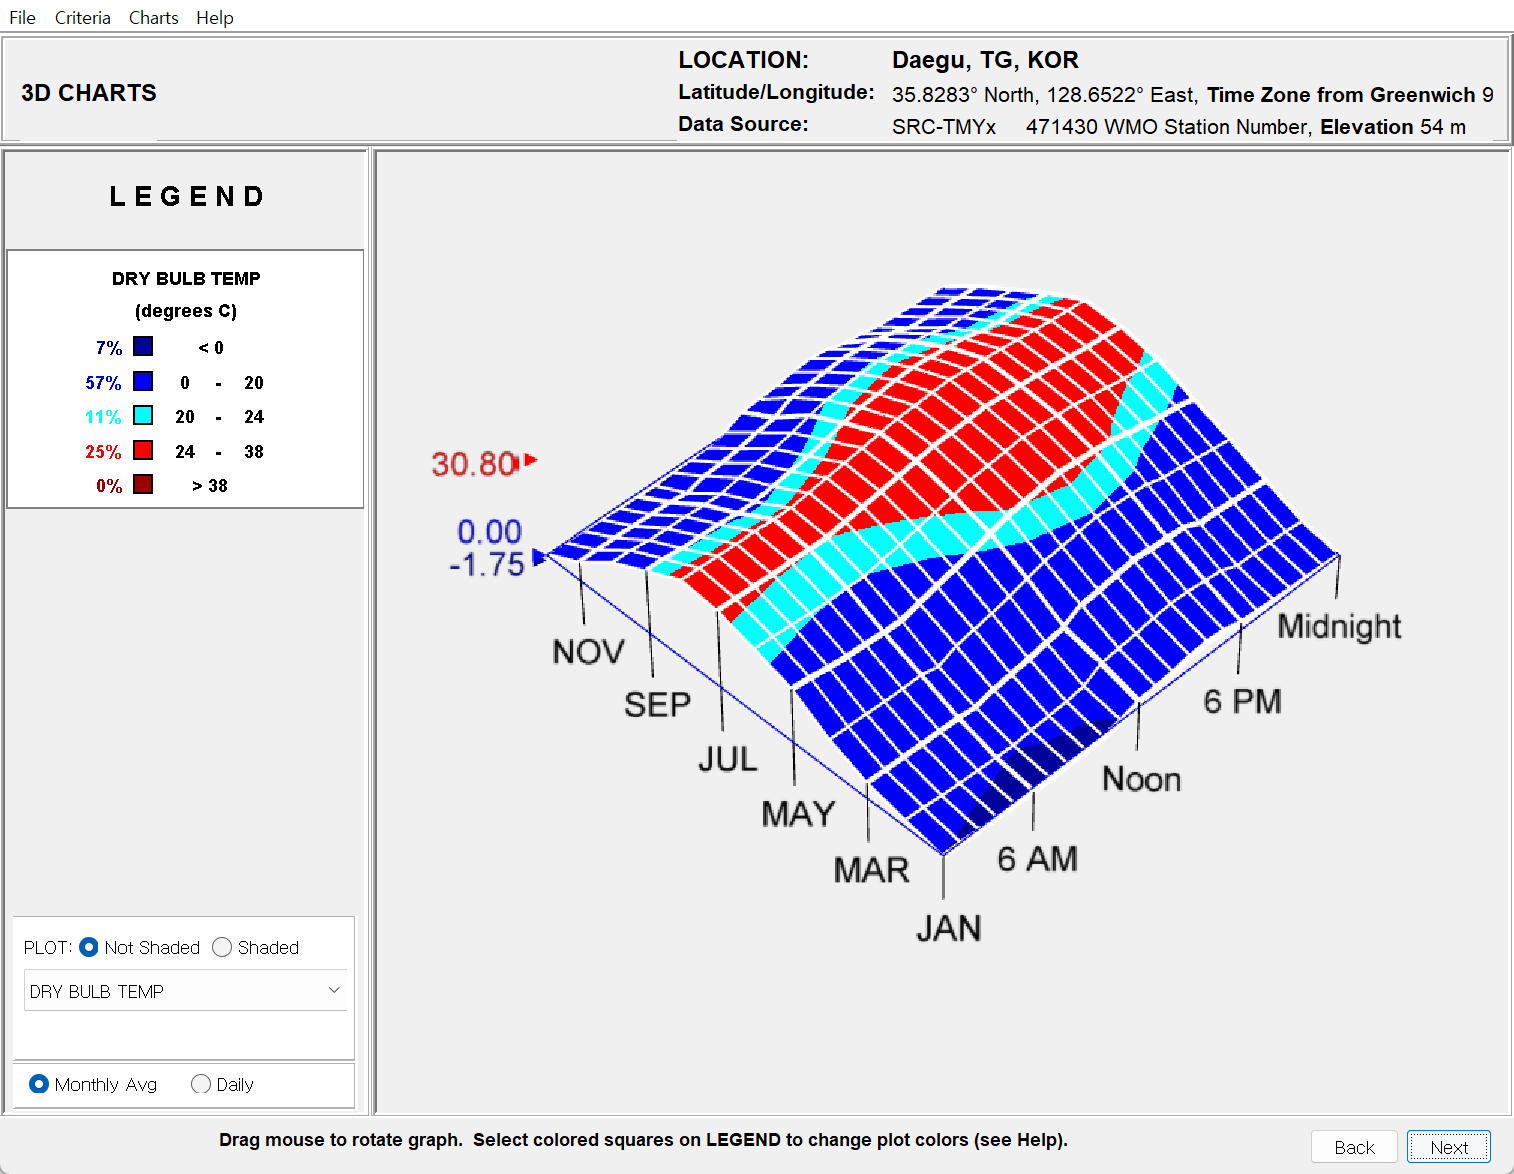 File Criteria Charts Help
3D CHARTS
LOCATION: Daegu, TG, KOR
Latitude/Longitude: 35.8283° North, 128.6522° East, Time Zone from Greenwich 9
Data Source: SRC-TMYx 471430 WMO Station Number, Elevation 54 m
LEGEND
DRY BULB TEMP
(degrees C)
7% < 0
57% 0 - 20
11% 20 - 24
25% 24 - 38
0% > 38
PLOT: Not Shaded Shaded
DRY BULB TEMP
Monthly Avg Daily
30.80
0.00
-1.75
NOV
SEP
JUL
MAY
MAR
JAN
6 AM
Noon
6 PM
Midnight
Drag mouse to rotate graph. Select colored squares on LEGEND to change plot colors (see Help).
Back Next